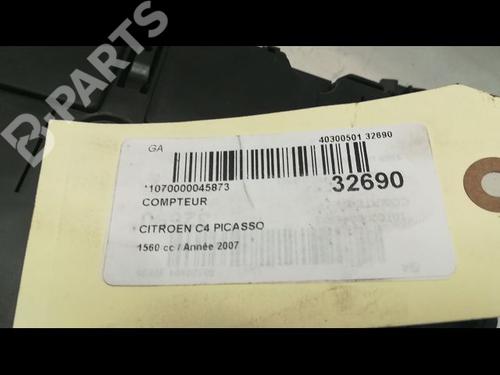 B-PARTS
GA
40300501 32690
*1070000045873
32690
COMPTEUR
CITROEN C4 PICASSO
1560 cc / Année 2007